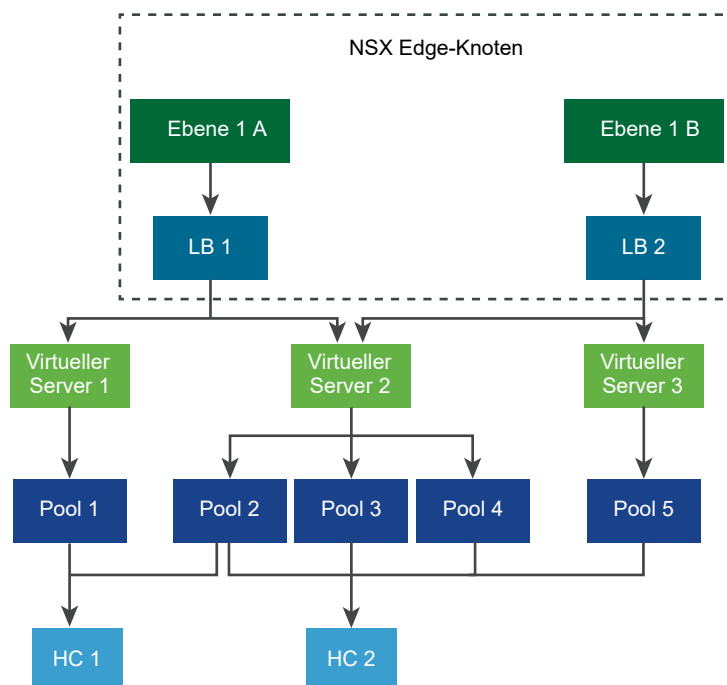 NSX Edge-Knoten
Ebene 1 A
Ebene 1 B
LB 1
LB 2
Virtueller
Server 1
Virtueller
Server 2
Virtueller
Server 3
Pool 1
Pool 2
Pool 3
Pool 4
Pool 5
HC 1
HC 2